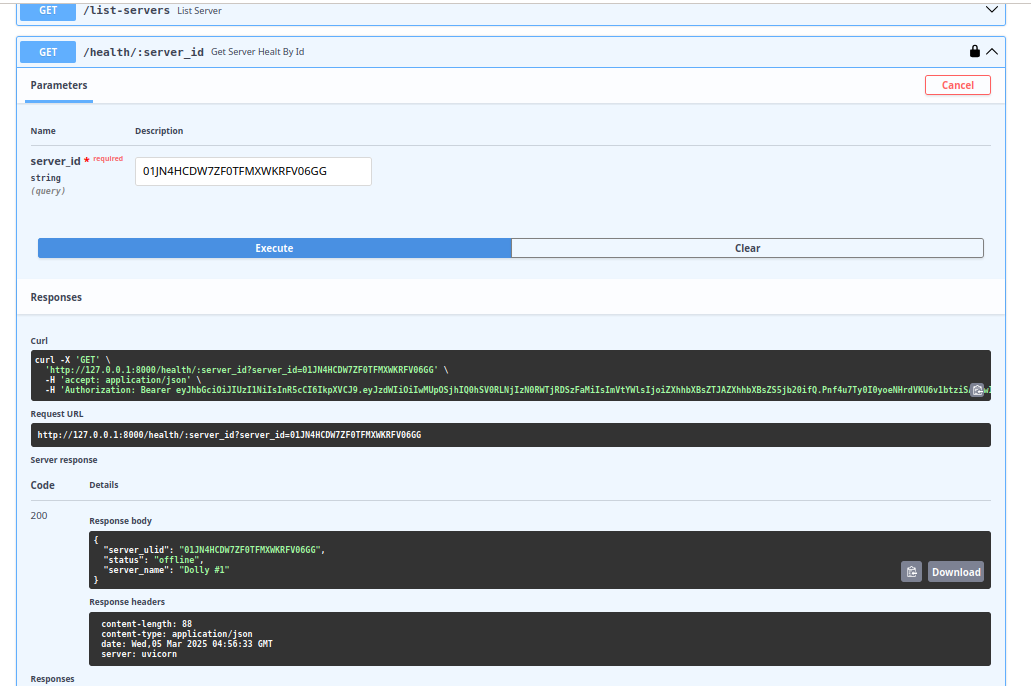 GET /list-servers List Server
GET /health/:server_id Get Server Healt By Id
Parameters
Cancel
Name Description
server_id * required
string
(query)
01JN4HCDW7ZF0TFMXWKRFV06GG
Execute Clear
Responses
Curl
curl -X 'GET' \
'http://127.0.0.1:8000/health/:server_id?server_id=01JN4HCDW7ZF0TFMXWKRFV06GG' \
-H 'accept: application/json' \
-H 'Authorization: Bearer
Request URL
http://127.0.0.1:8000/health/:server_id?server_id=01JN4HCDW7ZF0TFMXWKRFV06GG
Server response
Code Details
200
Response body
{
"server_ulid": "01JN4HCDW7ZF0TFMXWKRFV06GG",
"status": "offline",
"server_name": "Dolly #1"
}
Download
Response headers
content-length: 88
content-type: application/json
date: Wed,05 Mar 2025 04:56:33 GMT
server: uvicorn
Responses